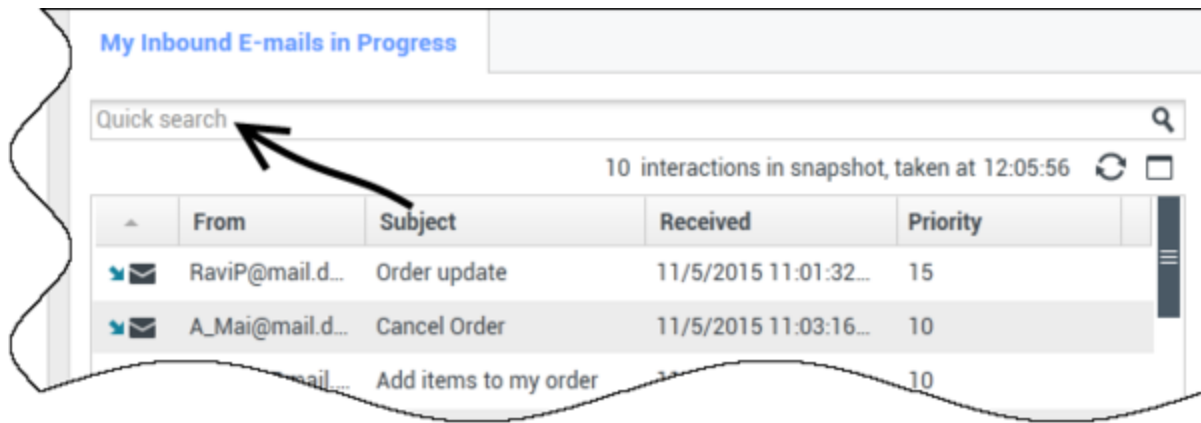 My Inbound E-mails in Progress
Quick search
10 interactions in snapshot, taken at 12:05:56
From Subject Received Priority
RaviP@mail.d... Order update 11/5/2015 11:01:32... 15
A_Mai@mail.d... Cancel Order 11/5/2015 11:03:16... 10
Add items to my order 10